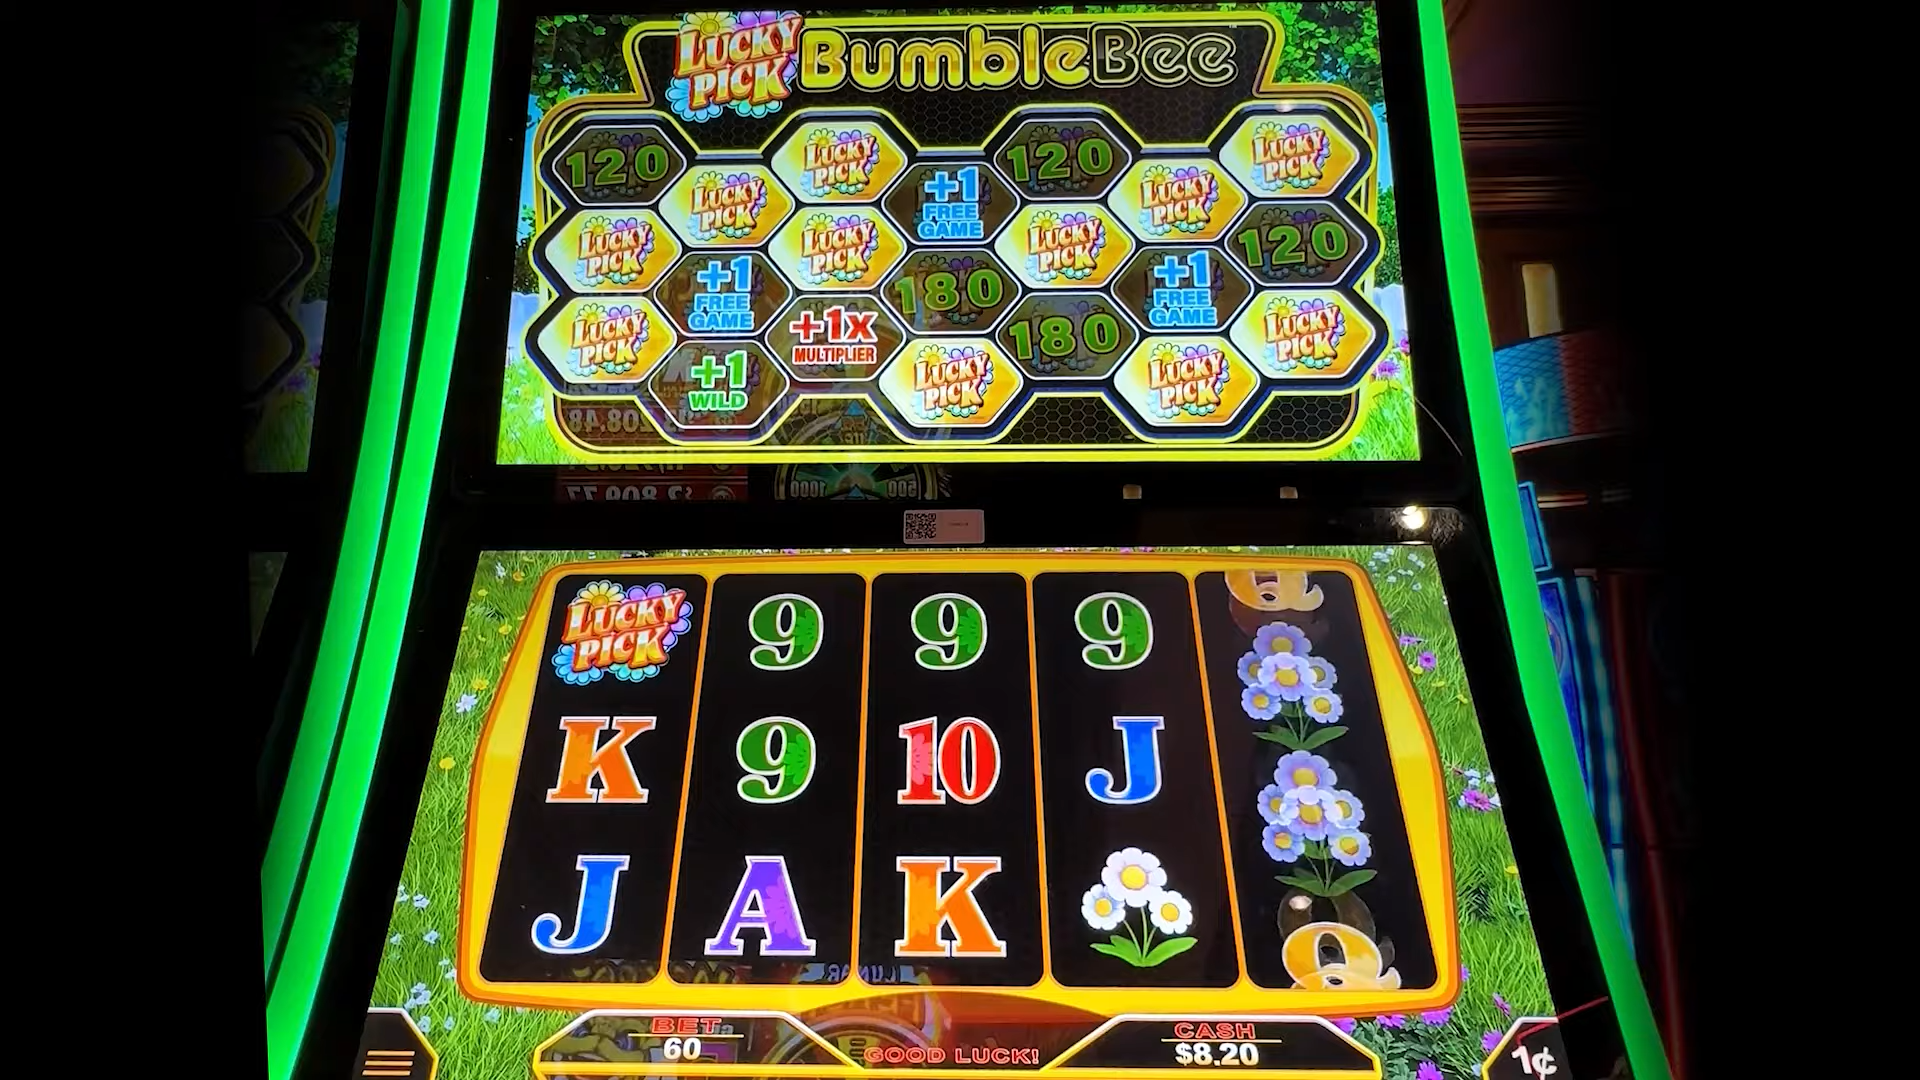 LUCKY PICK BumbleBee
120
LUCKY PICK
LUCKY PICK
+1 FREE GAME
120
LUCKY PICK
LUCKY PICK
LUCKY PICK
LUCKY PICK
LUCKY PICK
120
+1 FREE GAME
180
+1 FREE GAME
LUCKY PICK
+1X MULTIPLIER
180
LUCKY PICK
+1 WILD
LUCKY PICK
LUCKY PICK
LUCKY PICK
9
9
9
Q
K
9
10
J
J
A
K
Q
BET
60
GOOD LUCK!
CASH
$8.20
1¢